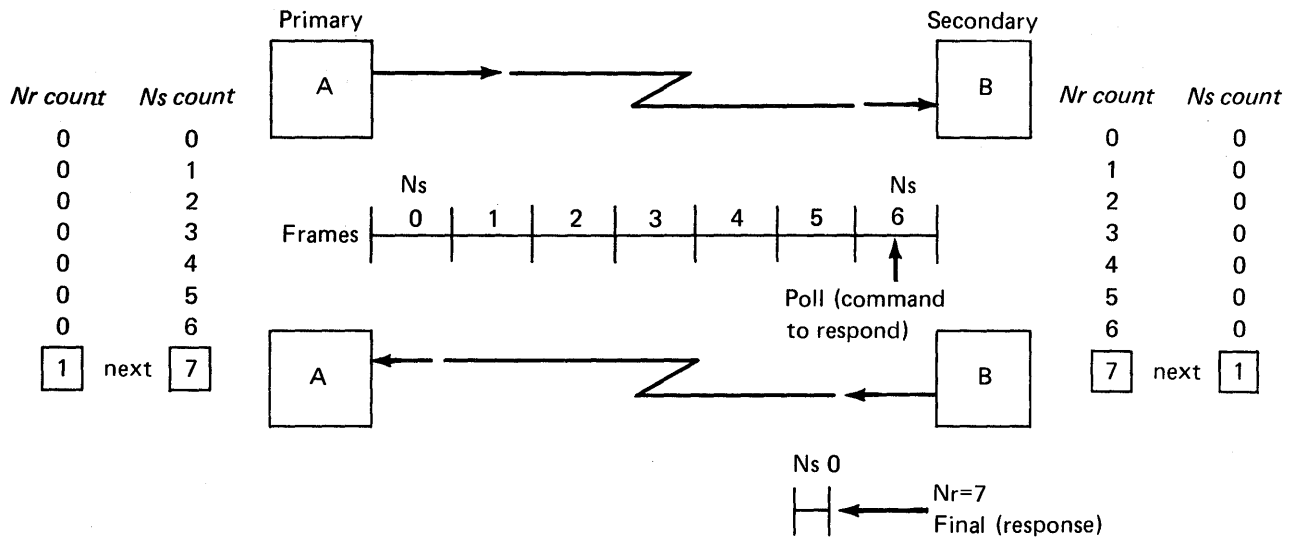 Primary Secondary
A B
Nr count Ns count Nr count Ns count
0 0 0 0
0 1 1 0
0 2 2 0
0 3 3 0
0 4 4 0
0 5 5 0
0 6 6 0
1 next 7 7 next 1
Ns Ns
Frames 0 1 2 3 4 5 6
Poll (command
to respond)
A B
Ns 0
Nr=7
Final (response)